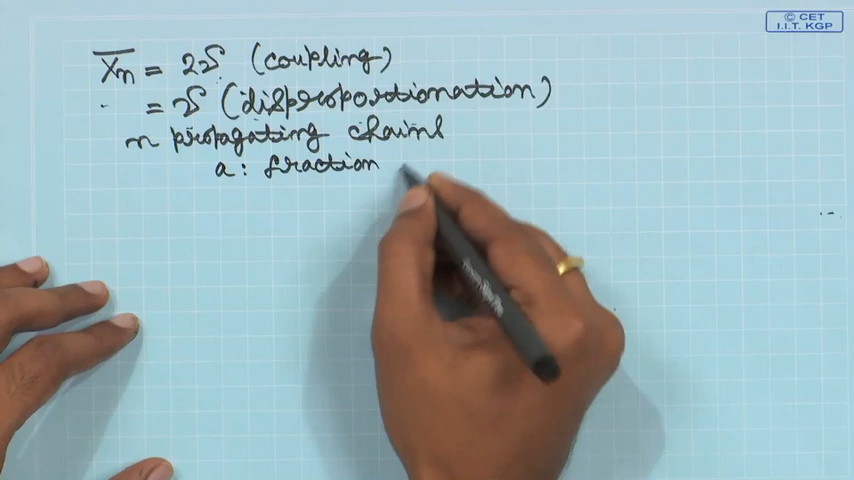 © CET
I.I.T. KGP
X̅n̅ = 2ν (coupling)
= ν (disproportionation)
n propagating chains
a: fraction